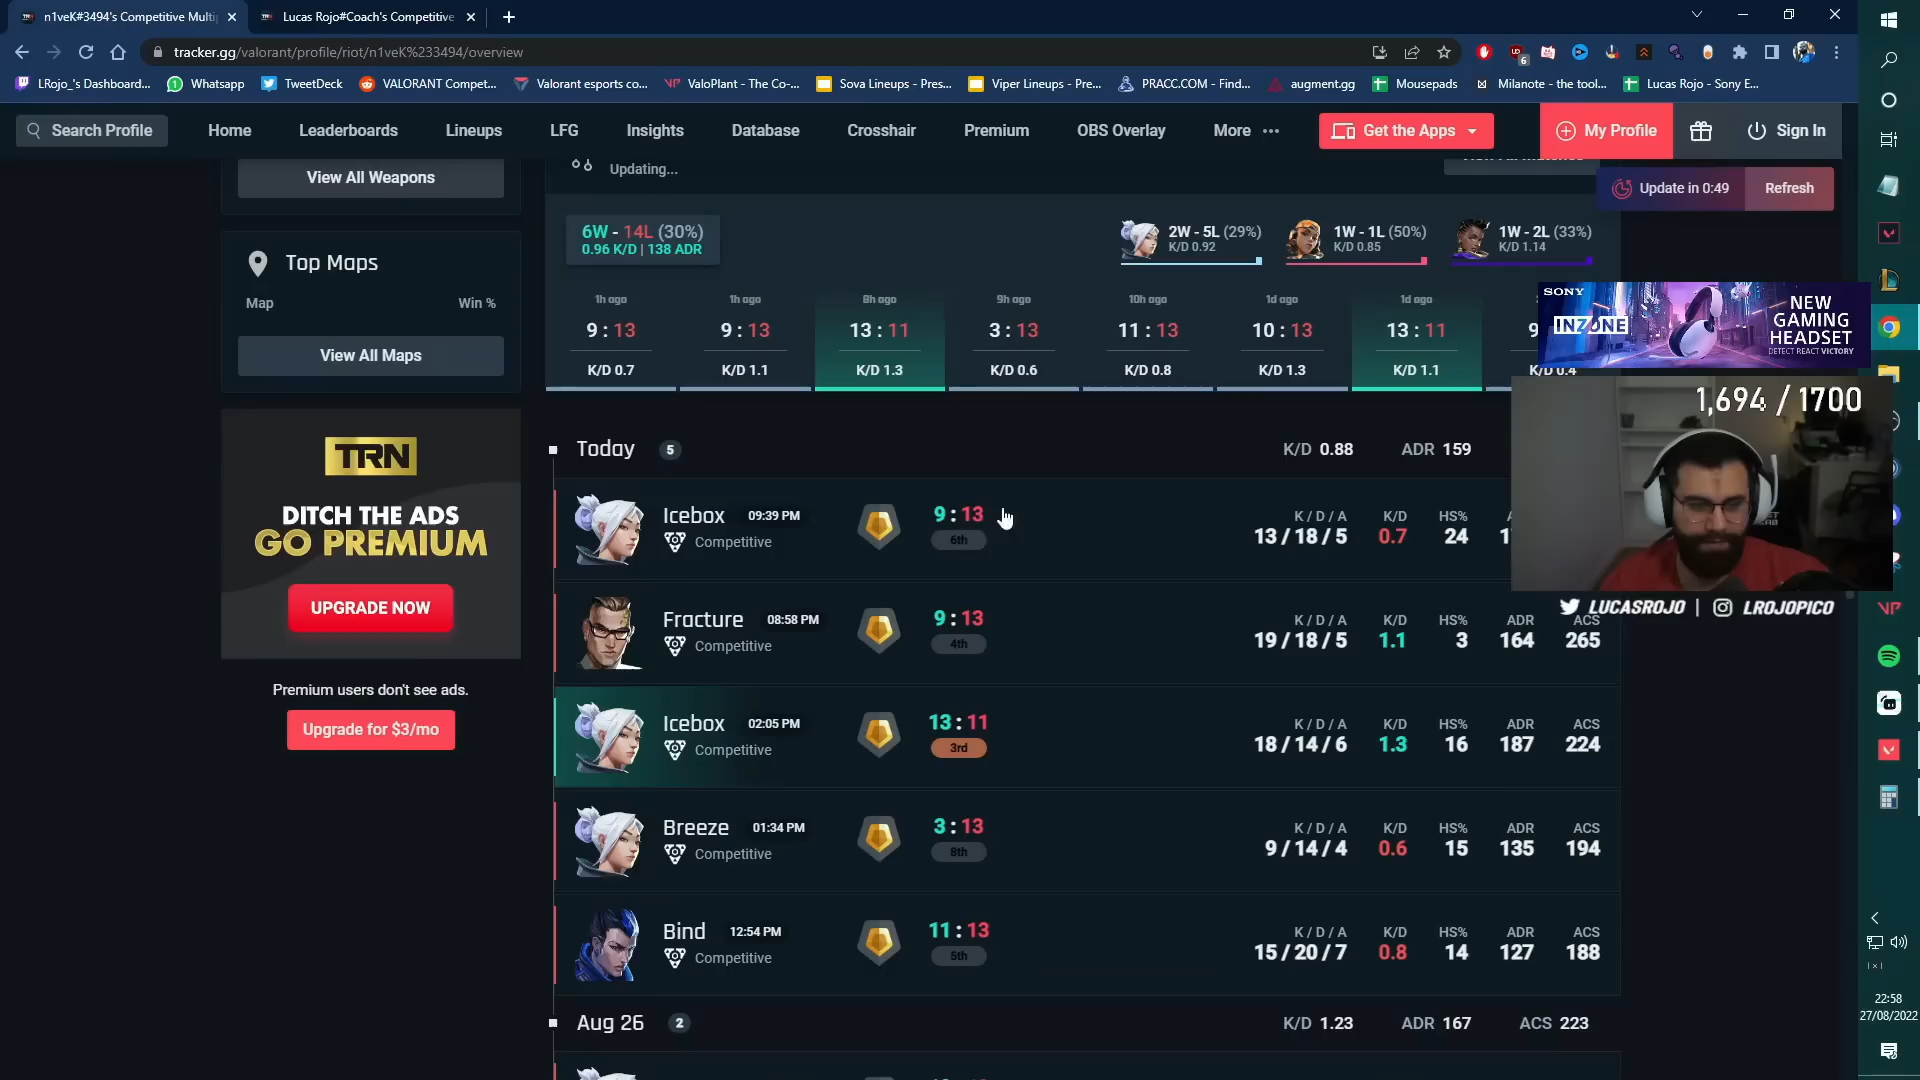 n1veK#3494's Competitive Multi
Lucas Rojo#Coach's Competitive
tracker.gg/valorant/profile/riot/n1veK%233494/overview
6
LRojo_'s Dashboard...
Whatsapp
TweetDeck
VALORANT Compet...
Valorant esports co...
ValoPlant - The Co-...
Sova Lineups - Pres...
Viper Lineups - Pre...
PRACC.COM - Find...
augment.gg
Mousepads
Milanote - the tool...
Lucas Rojo - Sony E...
Search Profile
Home
Leaderboards
Lineups
LFG
Insights
Database
Crosshair
Premium
OBS Overlay
More
Get the Apps
My Profile
Sign In
View All Weapons
Updating...
Update in 0:49
Refresh
6W - 14L (30%)
0.96 K/D | 138 ADR
2W - 5L (29%)
K/D 0.92
1W - 1L (50%)
K/D 0.85
1W - 2L (33%)
K/D 1.14
Top Maps
Map
Win %
View All Maps
1h ago
1h ago
8h ago
9h ago
10h ago
1d ago
1d ago
9 : 13
9 : 13
13 : 11
3 : 13
11 : 13
10 : 13
13 : 11
9
K/D 0.7
K/D 1.1
K/D 1.3
K/D 0.6
K/D 0.8
K/D 1.3
K/D 1.1
K/D 0.4
SONY
INZONE
NEW
GAMING
HEADSET
DETECT REACT VICTORY
1,694 / 1700
TRN
DITCH THE ADS
GO PREMIUM
UPGRADE NOW
Premium users don't see ads.
Upgrade for $3/mo
Today 5
K/D 0.88
ADR 159
Icebox 09:39 PM
Competitive
9 : 13
6th
K / D / A
13 / 18 / 5
K/D
0.7
HS%
24
LUCASROJO | LROJOPICO
Fracture 08:58 PM
Competitive
9 : 13
4th
K / D / A
19 / 18 / 5
K/D
1.1
HS%
3
ADR
164
ACS
265
Icebox 02:05 PM
Competitive
13 : 11
3rd
K / D / A
18 / 14 / 6
K/D
1.3
HS%
16
ADR
187
ACS
224
Breeze 01:34 PM
Competitive
3 : 13
8th
K / D / A
9 / 14 / 4
K/D
0.6
HS%
15
ADR
135
ACS
194
Bind 12:54 PM
Competitive
11 : 13
5th
K / D / A
15 / 20 / 7
K/D
0.8
HS%
14
ADR
127
ACS
188
Aug 26 2
K/D 1.23
ADR 167
ACS 223
22:58
27/08/2022